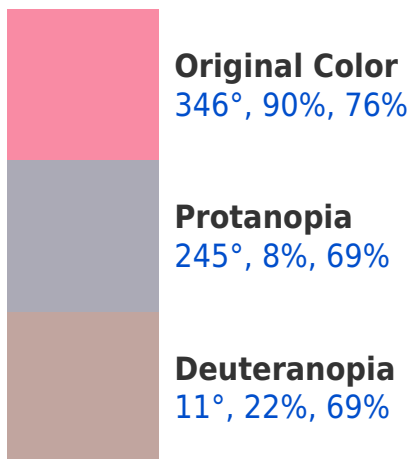 Original Color
346°, 90%, 76%
Protanopia
245°, 8%, 69%
Deuteranopia
11°, 22%, 69%